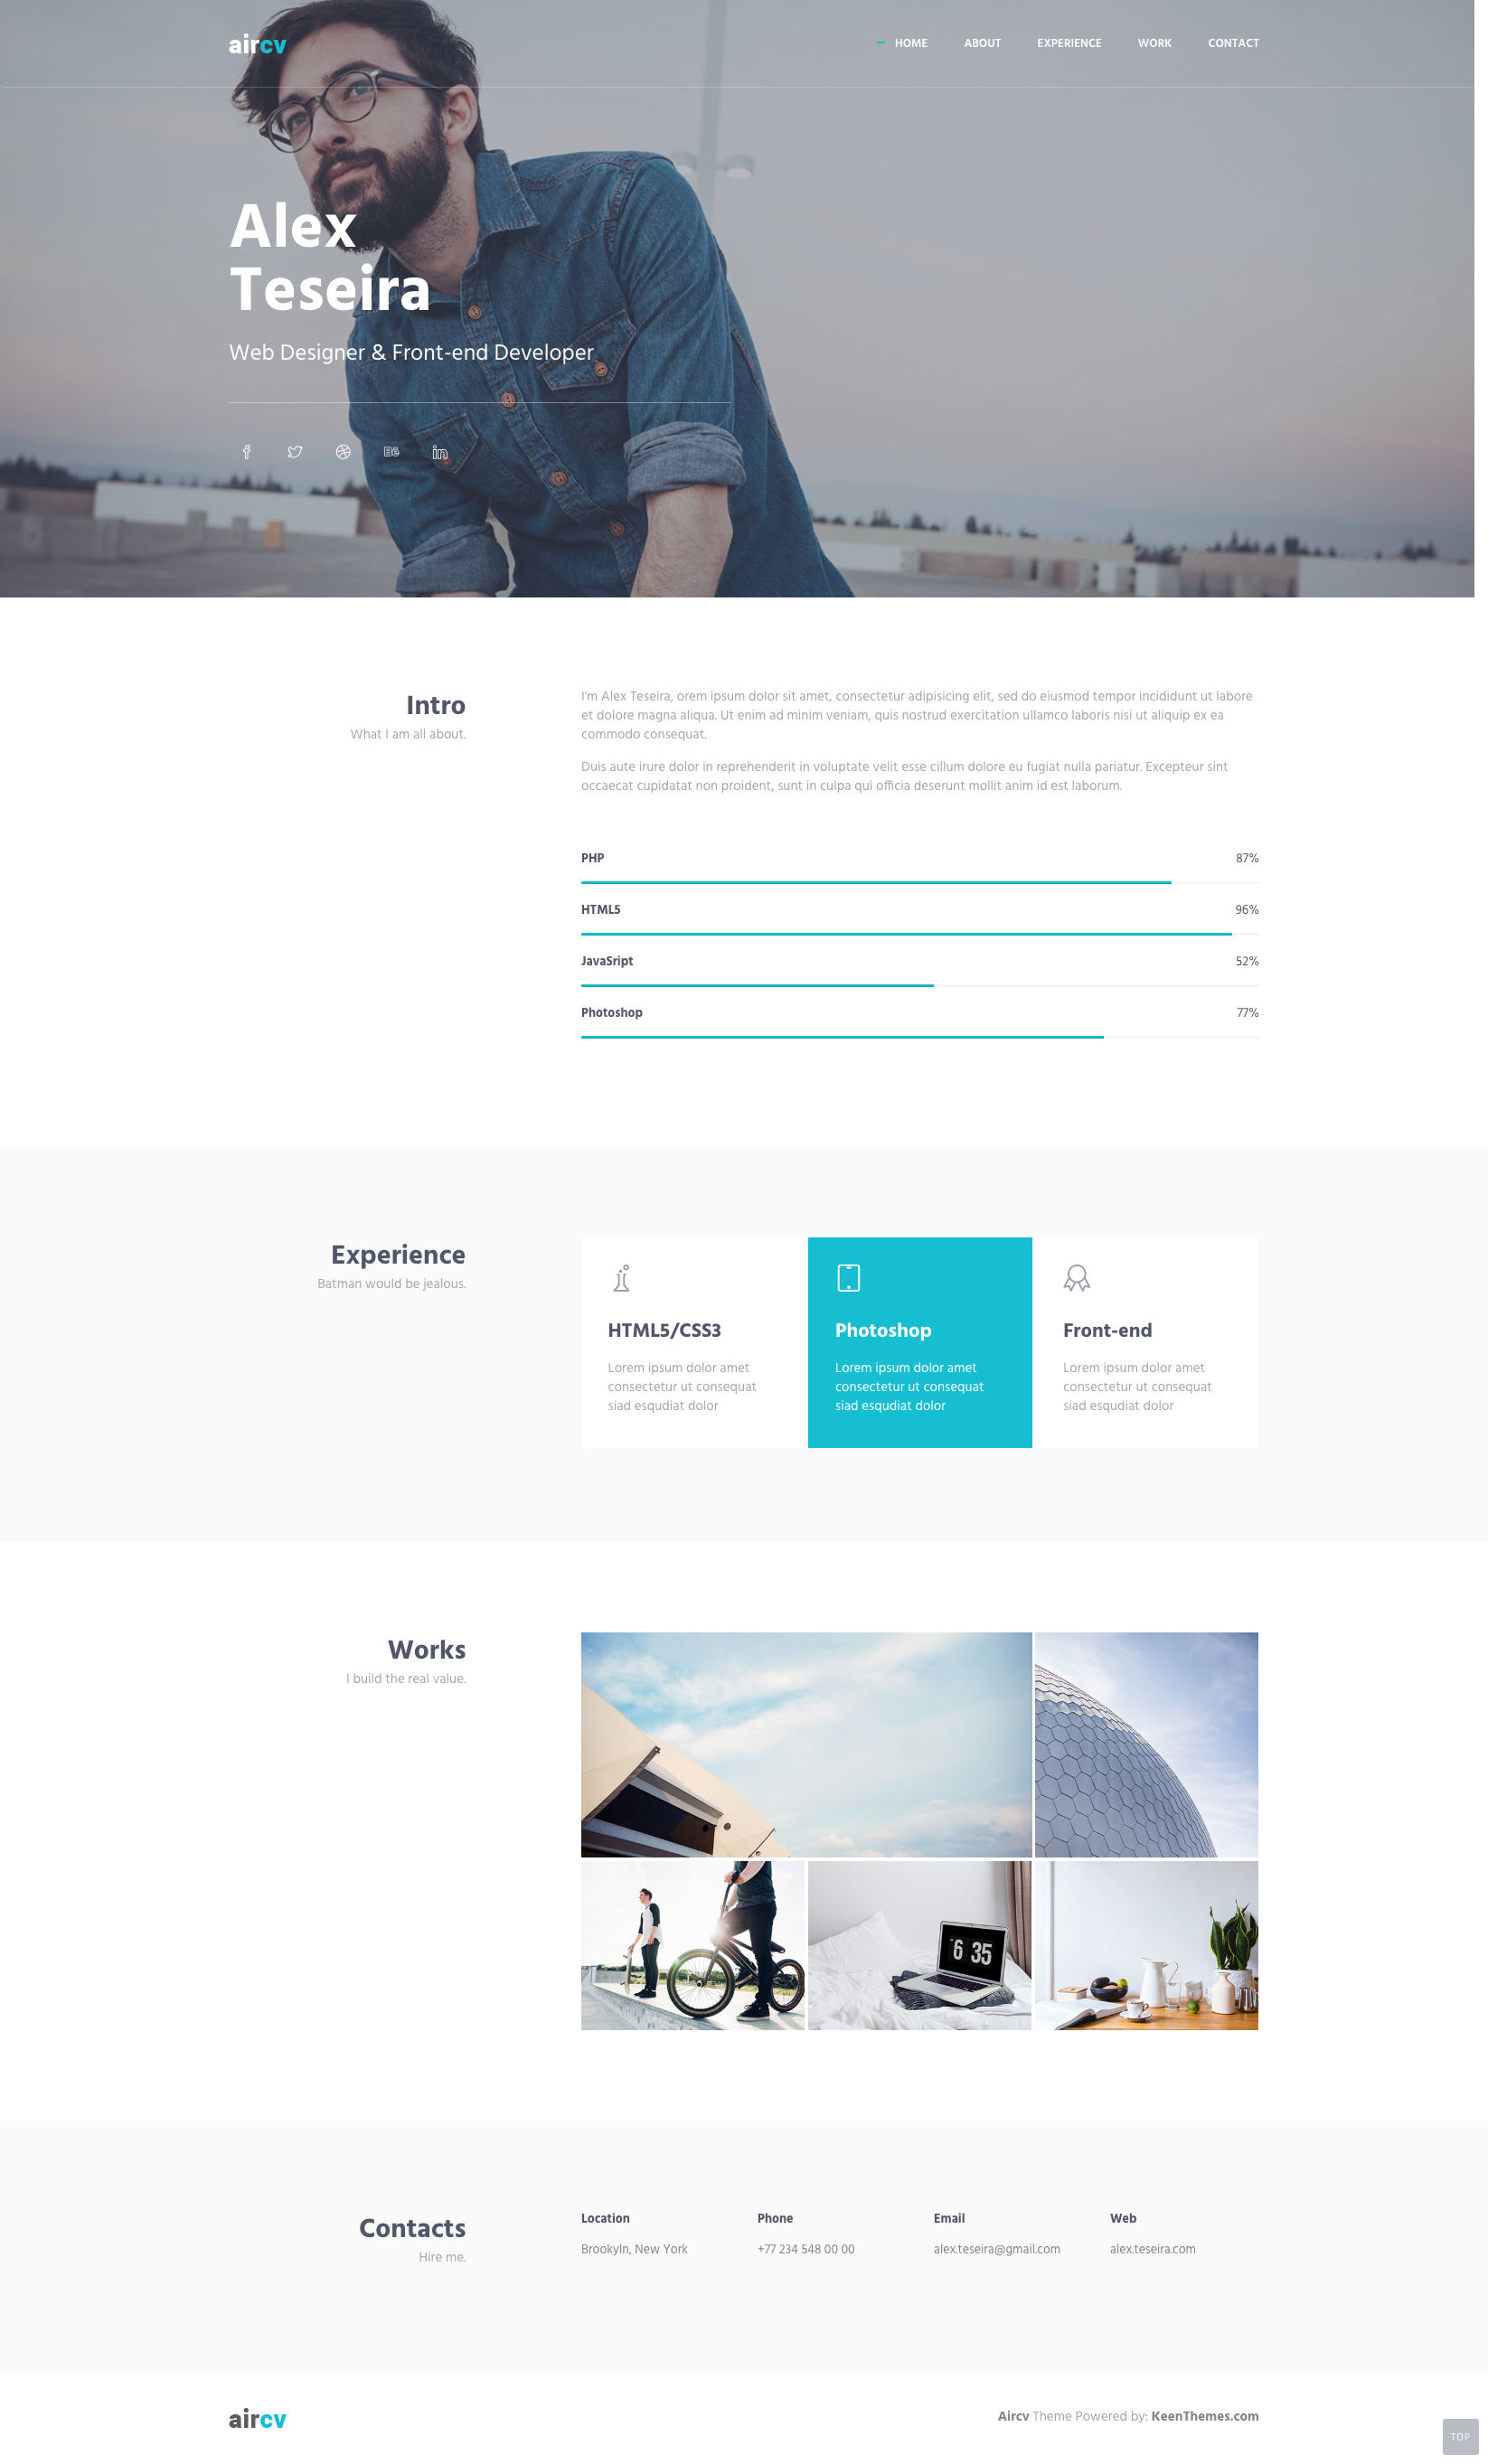 aircv
HOME ABOUT EXPERIENCE WORK CONTACT
Alex
Teseira
Web Designer & Front-end Developer
Intro
What I am all about.
I'm Alex Teseira, orem ipsum dolor sit amet, consectetur adipisicing elit, sed do eiusmod tempor incididunt ut labore
et dolore magna aliqua. Ut enim ad minim veniam, quis nostrud exercitation ullamco laboris nisi ut aliquip ex ea
commodo consequat.
Duis aute irure dolor in reprehenderit in voluptate velit esse cillum dolore eu fugiat nulla pariatur. Excepteur sint
occaecat cupidatat non proident, sunt in culpa qui officia deserunt mollit anim id est laborum.
PHP 87%
HTML5 96%
JavaSript 52%
Photoshop 77%
Experience
Batman would be jealous.
HTML5/CSS3
Lorem ipsum dolor amet
consectetur ut consequat
siad esqudiat dolor
Photoshop
Lorem ipsum dolor amet
consectetur ut consequat
siad esqudiat dolor
Front-end
Lorem ipsum dolor amet
consectetur ut consequat
siad esqudiat dolor
Works
I build the real value.
6 35
Contacts
Hire me.
Location
Brookyln, New York
Phone
+77 234 548 00 00
Email
alex.teseira@gmail.com
Web
alex.teseira.com
aircv
Aircv Theme Powered by: KeenThemes.com
TOP